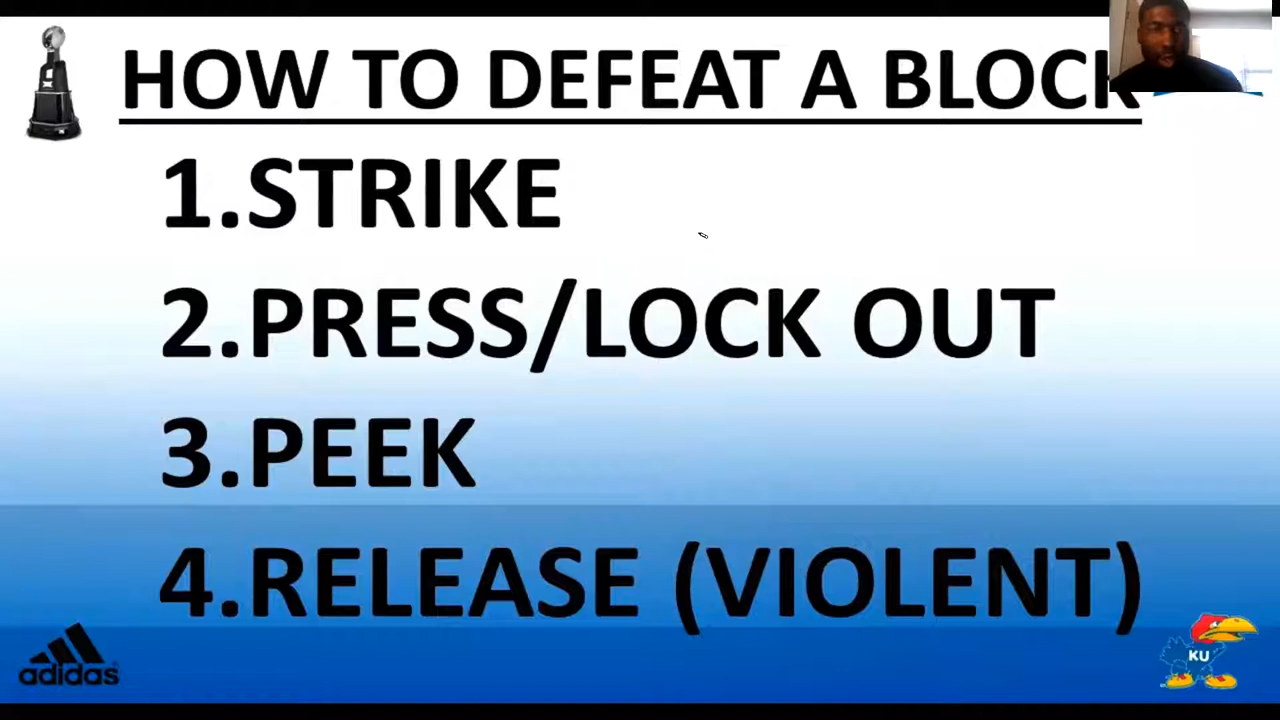 HOW TO DEFEAT A BLOCK
1.STRIKE
2.PRESS/LOCK OUT
3.PEEK
4.RELEASE (VIOLENT)
adidas
KU